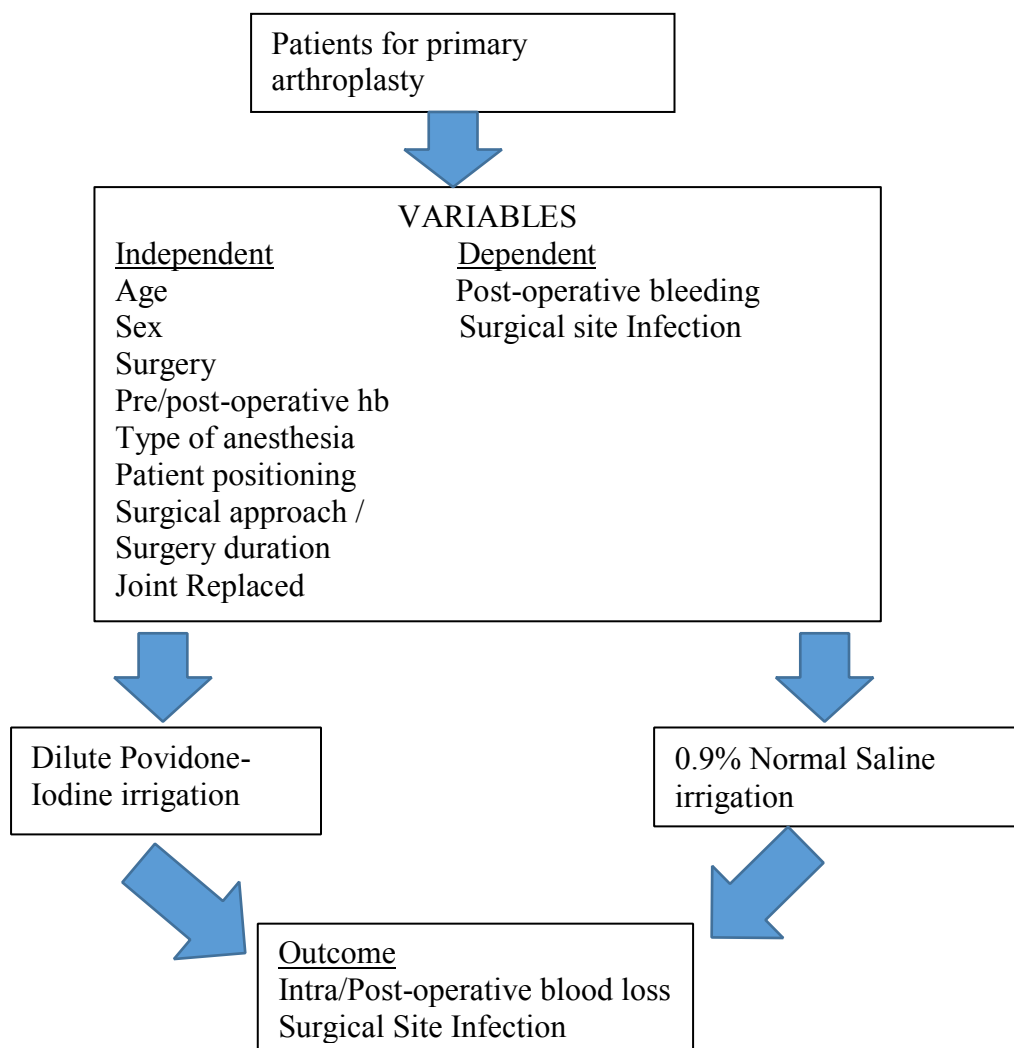 Patients for primary
arthroplasty
VARIABLES
Independent
Dependent
Age
Post-operative bleeding
Sex
Surgical site Infection
Surgery
Pre/post-operative hb
Type of anesthesia
Patient positioning
Surgical approach /
Surgery duration
Joint Replaced
Dilute Povidone-
Iodine irrigation
0.9% Normal Saline
irrigation
Outcome
Intra/Post-operative blood loss
Surgical Site Infection